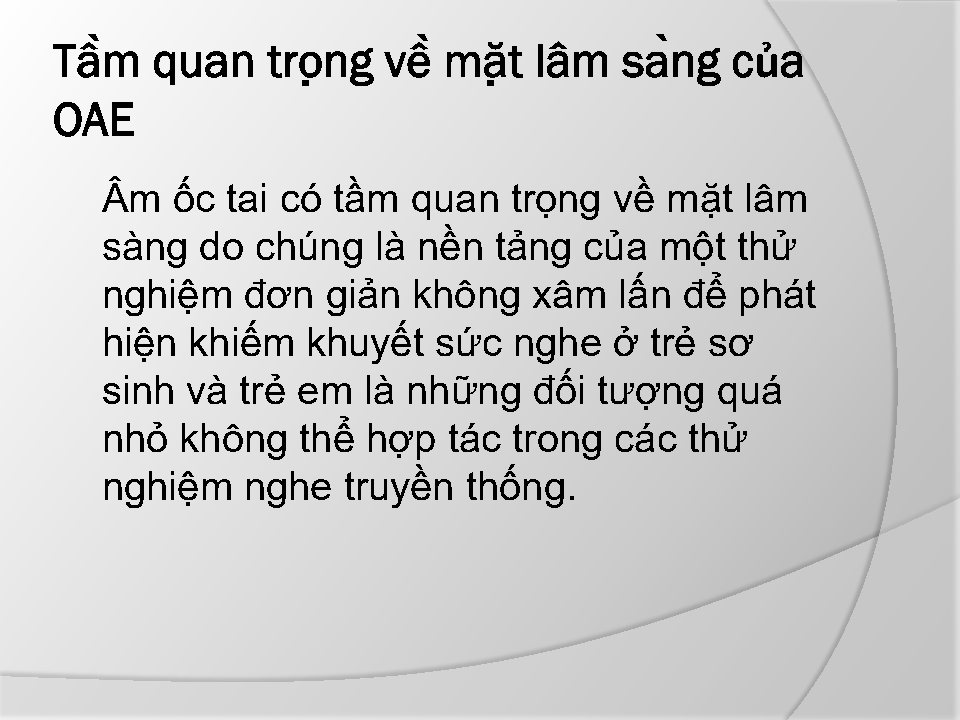 Tầm quan trọng về mặt lâm sàng của
OAE
Âm ốc tai có tầm quan trọng về mặt lâm
sàng do chúng là nền tảng của một thử
nghiệm đơn giản không xâm lấn để phát
hiện khiếm khuyết sức nghe ở trẻ sơ
sinh và trẻ em là những đối tượng quá
nhỏ không thể hợp tác trong các thử
nghiệm nghe truyền thống.